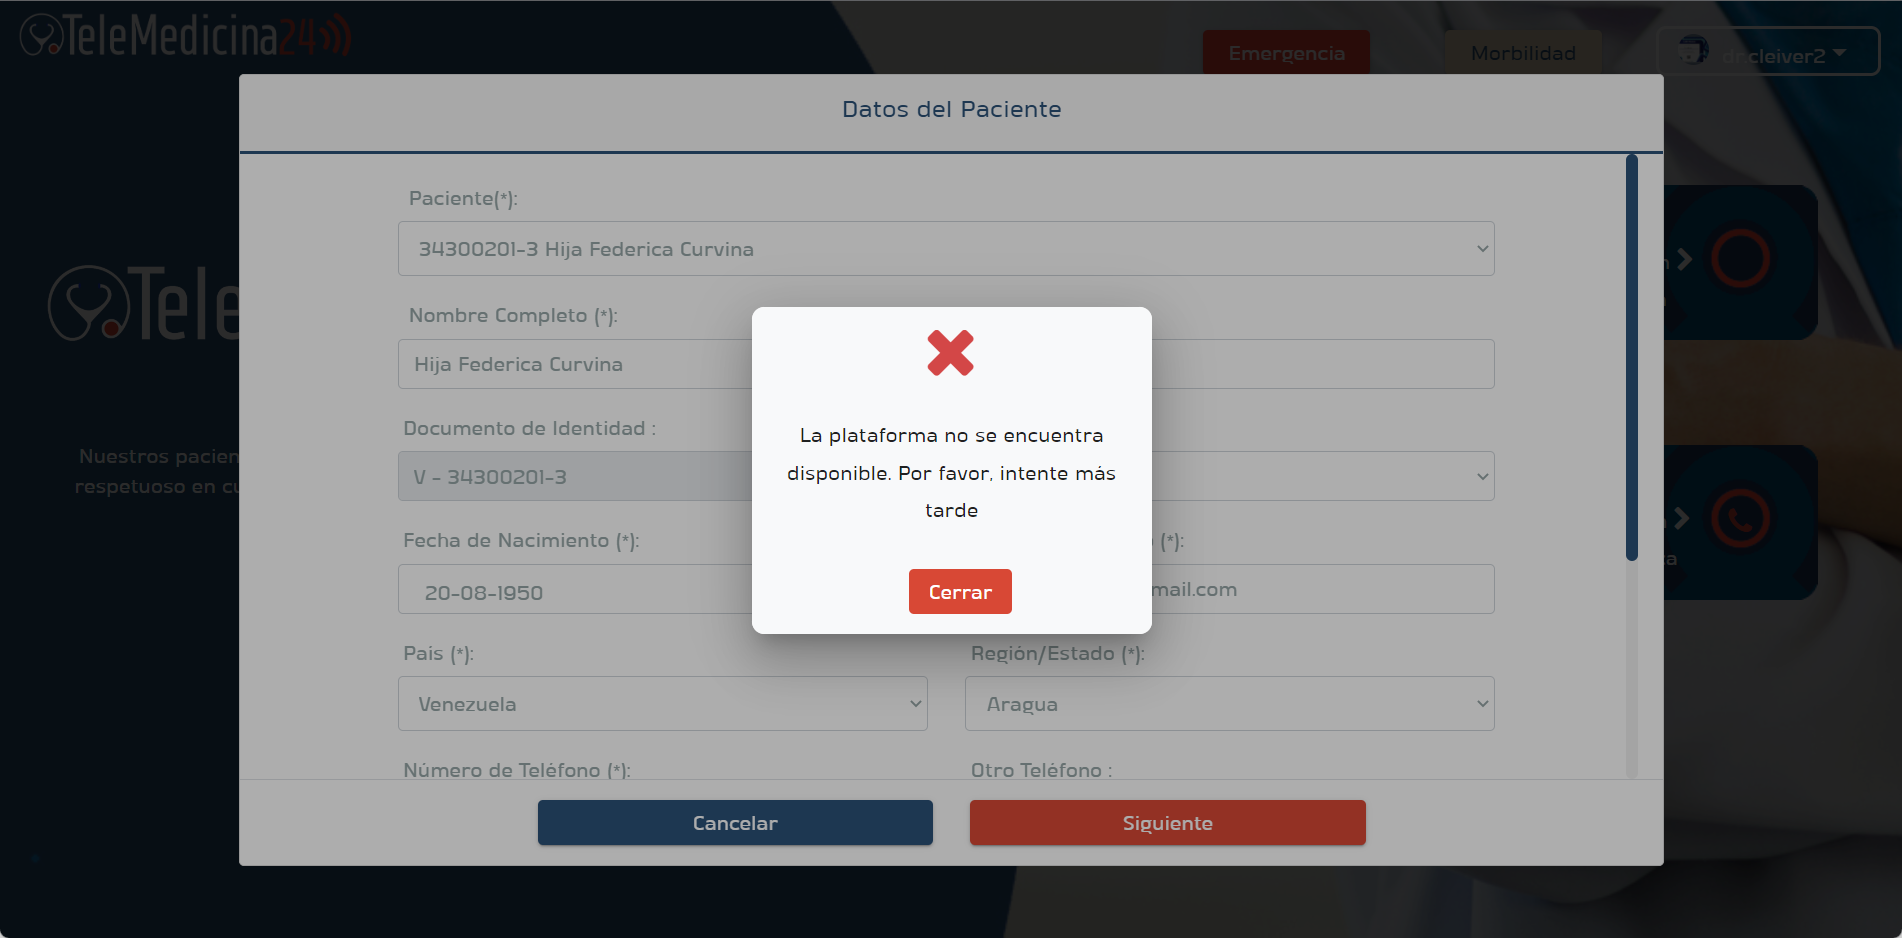 TeleMedicina24
Emergencia
Morbilidad
dr.cleiver2
Datos del Paciente
Paciente(*):
34300201-3 Hija Federica Curvina
Nombre Completo (*):
Hija Federica Curvina
Documento de Identidad :
V - 34300201-3
Fecha de Nacimiento (*):
(*):
20-08-1950
mail.com
Pais (*):
Región/Estado (*):
Venezuela
Aragua
Número de Teléfono (*):
Otro Teléfono :
Cancelar
Siguiente
La plataforma no se encuentra
disponible. Por favor, intente más
tarde
Cerrar
Tele
Nuestros pacien
respetuoso en cu